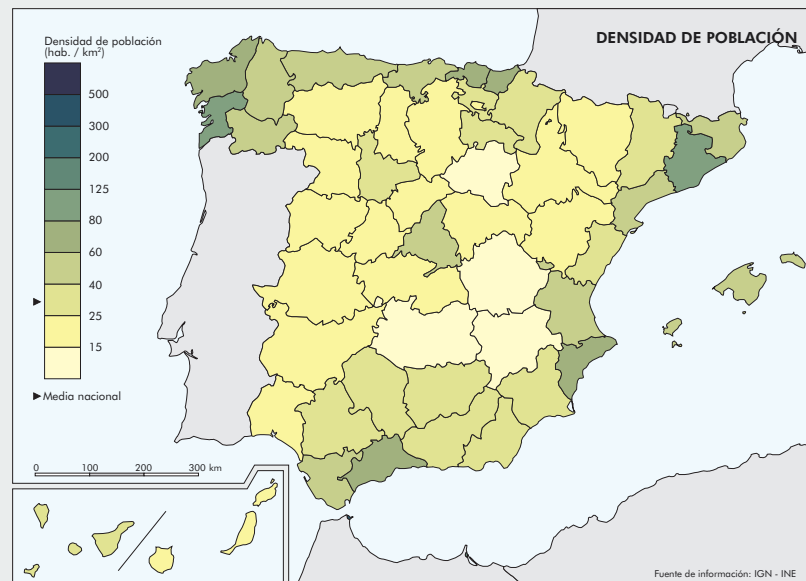 DENSIDAD DE POBLACIÓN
Densidad de población
(hab. / km²)
500
300
200
125
80
60
40
25
15
Media nacional
0 100 200 300 km
Fuente de información: IGN - INE